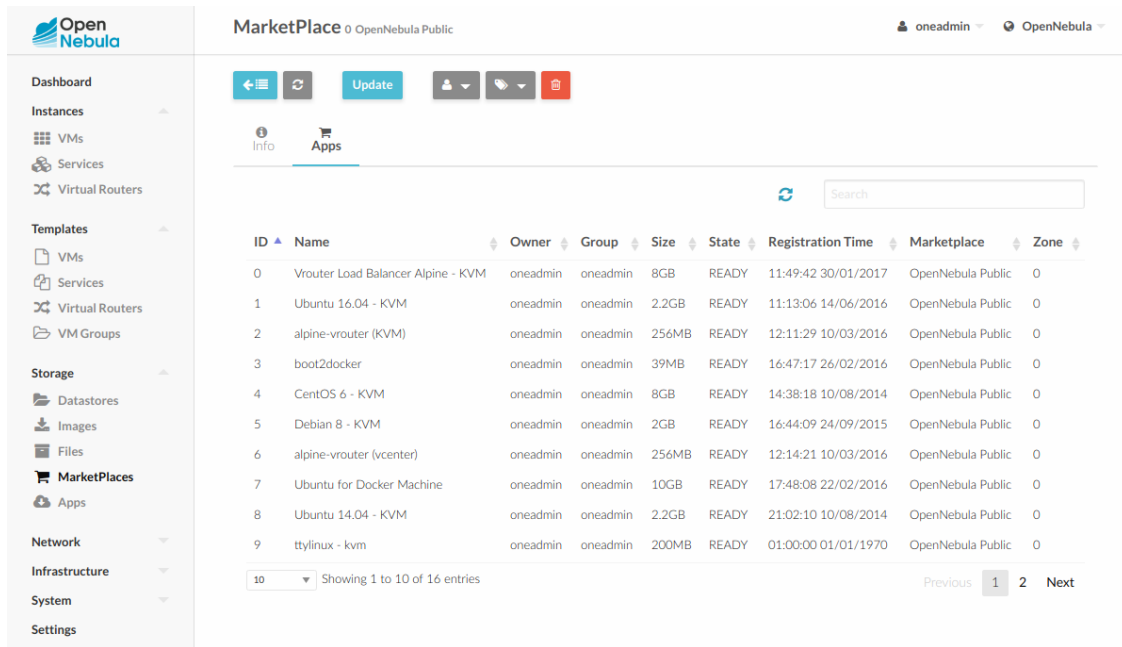 Open
Nebula
MarketPlace 0 OpenNebula Public
oneadmin
OpenNebula
Dashboard
Instances
VMs
Services
Virtual Routers
Templates
VMs
Services
Virtual Routers
VM Groups
Storage
Datastores
Images
Files
MarketPlaces
Apps
Network
Infrastructure
System
Settings
Update
Info
Apps
Search
ID Name Owner Group Size State Registration Time Marketplace Zone
0 Vrouter Load Balancer Alpine - KVM oneadmin oneadmin 8GB READY 11:49:42 30/01/2017 OpenNebula Public 0
1 Ubuntu 16.04 - KVM oneadmin oneadmin 2.2GB READY 11:13:06 14/06/2016 OpenNebula Public 0
2 alpine-vrouter (KVM) oneadmin oneadmin 256MB READY 12:11:29 10/03/2016 OpenNebula Public 0
3 boot2docker oneadmin oneadmin 39MB READY 16:47:17 26/02/2016 OpenNebula Public 0
4 CentOS 6 - KVM oneadmin oneadmin 8GB READY 14:38:18 10/08/2014 OpenNebula Public 0
5 Debian 8 - KVM oneadmin oneadmin 2GB READY 16:44:09 24/09/2015 OpenNebula Public 0
6 alpine-vrouter (vcenter) oneadmin oneadmin 256MB READY 12:14:21 10/03/2016 OpenNebula Public 0
7 Ubuntu for Docker Machine oneadmin oneadmin 10GB READY 17:48:08 22/02/2016 OpenNebula Public 0
8 Ubuntu 14.04 - KVM oneadmin oneadmin 2.2GB READY 21:02:10 10/08/2014 OpenNebula Public 0
9 ttylinux - kvm oneadmin oneadmin 200MB READY 01:00:00 01/01/1970 OpenNebula Public 0
10 Showing 1 to 10 of 16 entries
Previous 1 2 Next